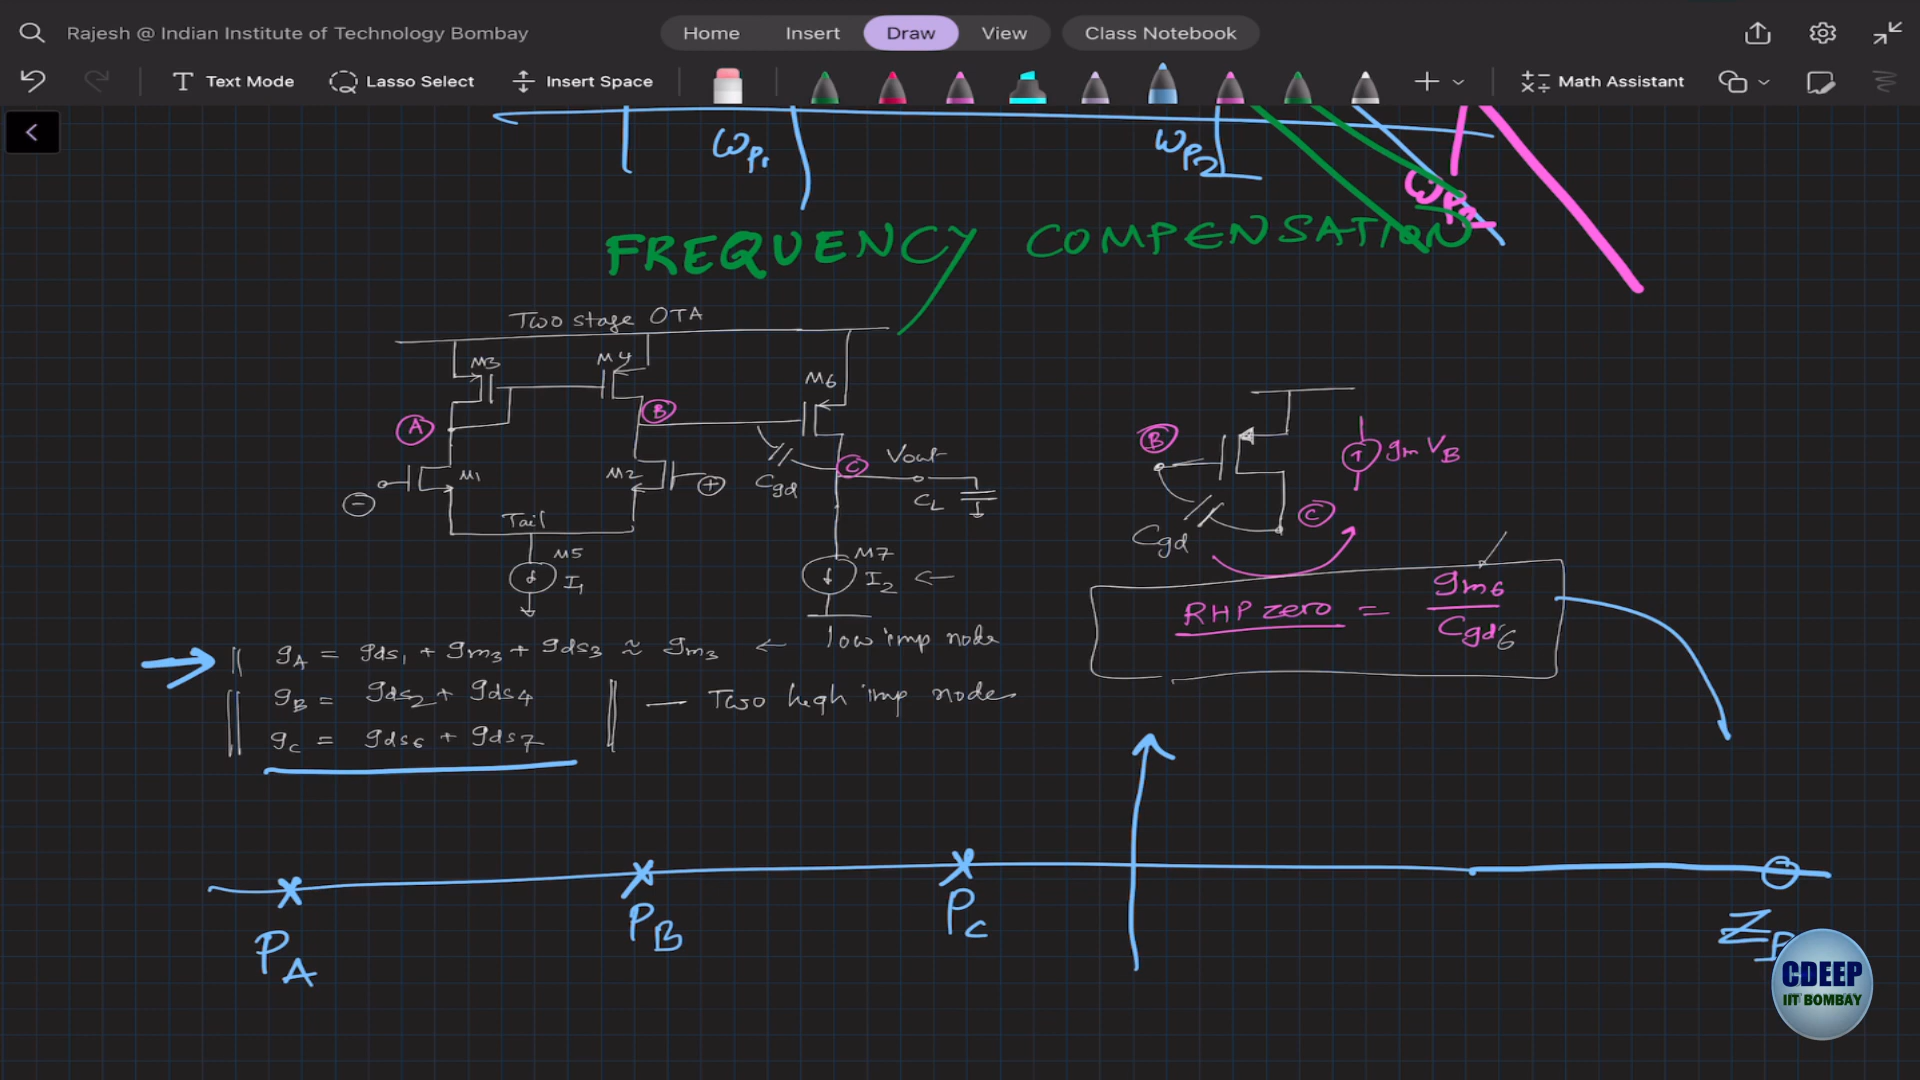 Rajesh @ Indian Institute of Technology Bombay
Home Insert Draw View Class Notebook
Text Mode Lasso Select Insert Space Math Assistant
ωp₁ ωp₂
FREQUENCY COMPENSATION
Two stage OTA
M3 M4 M6
A B
M1 M2 Cgd C Vout CL
− +
Tail
M5 I₁
M7 I₂ ←
B gm VB
Cgd C
RHP zero = gm6 / Cgd6
gA = gds1 + gm3 + gds3 ≈ gm3 ← low imp node
gB = gds2 + gds4 — Two high imp node
gC = gds6 + gds7
PA PB PC
CDEEP
IIT BOMBAY